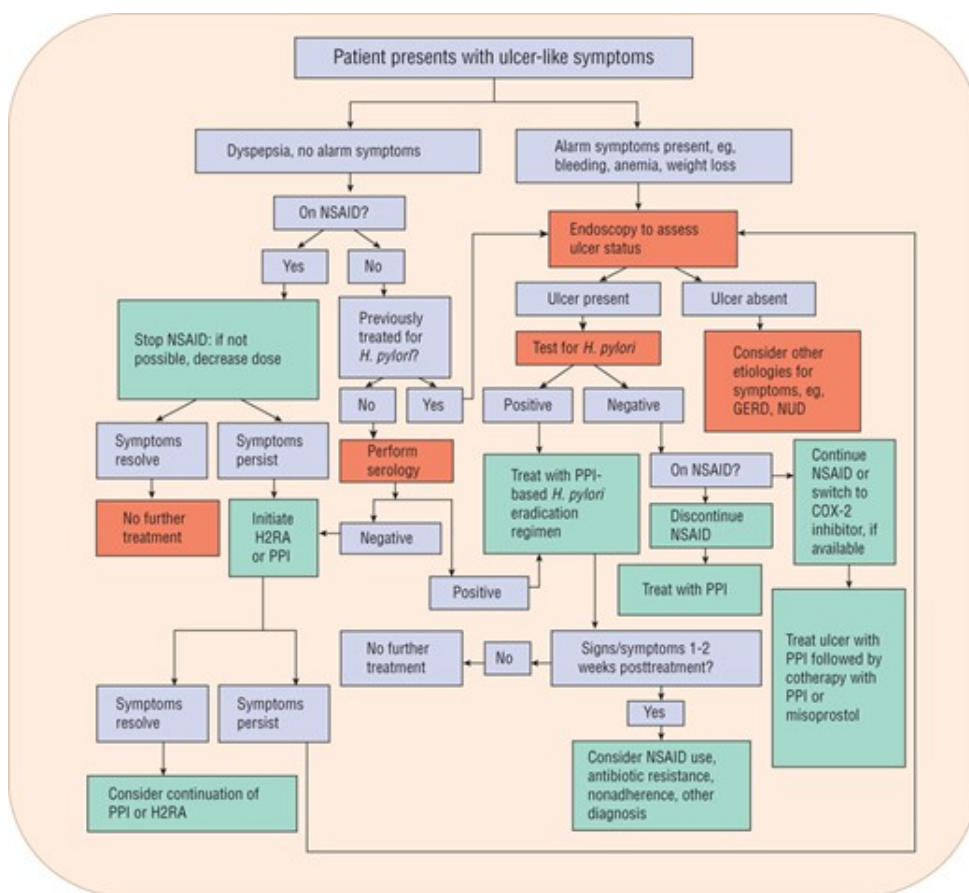 Patient presents with ulcer-like symptoms
Dyspepsia, no alarm symptoms
Alarm symptoms present, eg,
bleeding, anemia, weight loss
On NSAID?
Endoscopy to assess
ulcer status
Yes
No
Ulcer present
Ulcer absent
Stop NSAID: if not
possible, decrease dose
Previously
treated for
H. pylori?
Test for H. pylori
Consider other
etiologies for
symptoms, eg,
GERD, NUD
No
Yes
Positive
Negative
Symptoms
resolve
Symptoms
persist
Perform
serology
Treat with PPI-
based H. pylori
eradication
regimen
On NSAID?
Continue
NSAID or
switch to
COX-2
inhibitor, if
available
No further
treatment
Initiate
H2RA
or PPI
Negative
Discontinue
NSAID
Positive
Treat with PPI
No further
treatment
No
Signs/symptoms 1-2
weeks posttreatment?
Treat ulcer with
PPI followed by
cotherapy with
PPI or
misoprostol
Symptoms
resolve
Symptoms
persist
Yes
Consider continuation of
PPI or H2RA
Consider NSAID use,
antibiotic resistance,
nonadherence, other
diagnosis